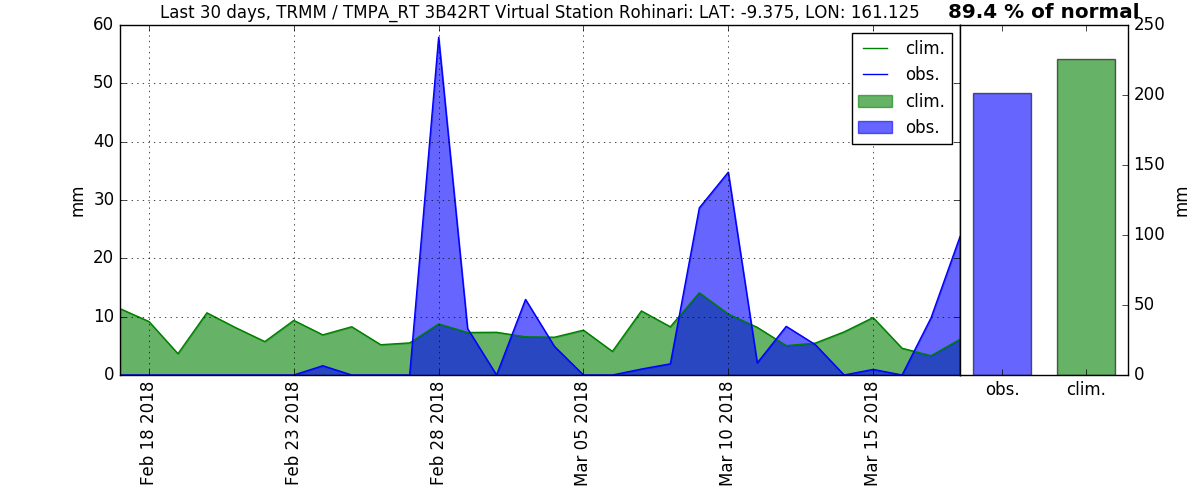 Last 30 days, TRMM / TMPA_RT 3B42RT Virtual Station Rohinari: LAT: -9.375, LON: 161.125
89.4 % of normal
60
50
40
30
20
10
0
mm
clim.
obs.
clim.
obs.
Feb 18 2018
Feb 23 2018
Feb 28 2018
Mar 05 2018
Mar 10 2018
Mar 15 2018
250
200
150
100
50
0
mm
obs.
clim.